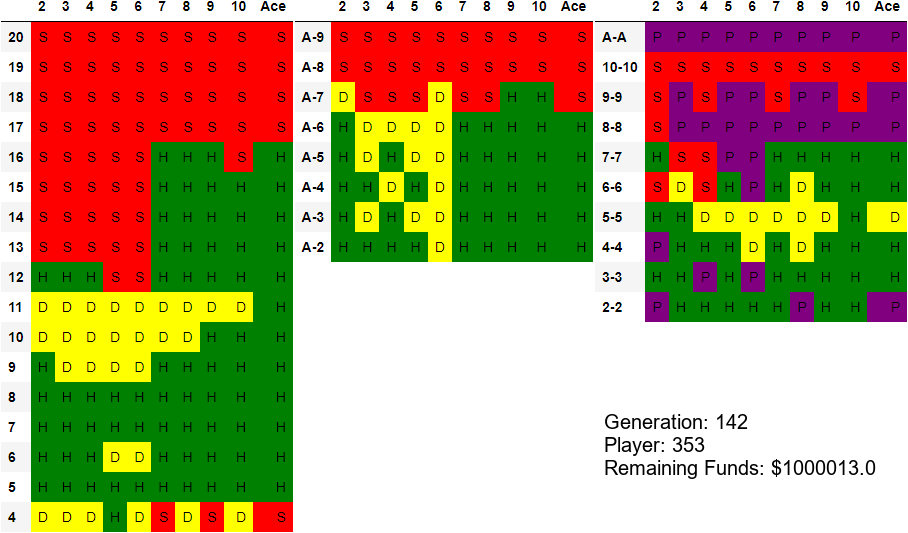 2 3 4 5 6 7 8 9 10 Ace
20 S S S S S S S S S S
19 S S S S S S S S S S
18 S S S S S S S S S S
17 S S S S S S S S S S
16 S S S S S H H H S H
15 S S S S S H H H H H
14 S S S S S H H H H H
13 S S S S S H H H H H
12 H H H S S H H H H H
11 D D D D D D D D D H
10 D D D D D D D H H H
9 H D D D D H H H H H
8 H H H H H H H H H H
7 H H H H H H H H H H
6 H H H D D H H H H H
5 H H H H H H H H H H
4 D D D H D S D S D S
2 3 4 5 6 7 8 9 10 Ace
A-9 S S S S S S S S S S
A-8 S S S S S S S S S S
A-7 D S S S D S S H H S
A-6 H D D D D H H H H H
A-5 H D H D D H H H H H
A-4 H H D H D H H H H H
A-3 H D H D D H H H H H
A-2 H H H H D H H H H H
2 3 4 5 6 7 8 9 10 Ace
A-A P P P P P P P P P P
10-10 S S S S S S S S S S
9-9 S P S P P S P P S P
8-8 S P P P P P P P P P
7-7 H S S P P H H H H H
6-6 S D S H P H D H H H
5-5 H H D D D D D D H D
4-4 P H H H D H D H H H
3-3 H H P H P H H H H H
2-2 P H H H H H P H H P
Generation: 142
Player: 353
Remaining Funds: $1000013.0